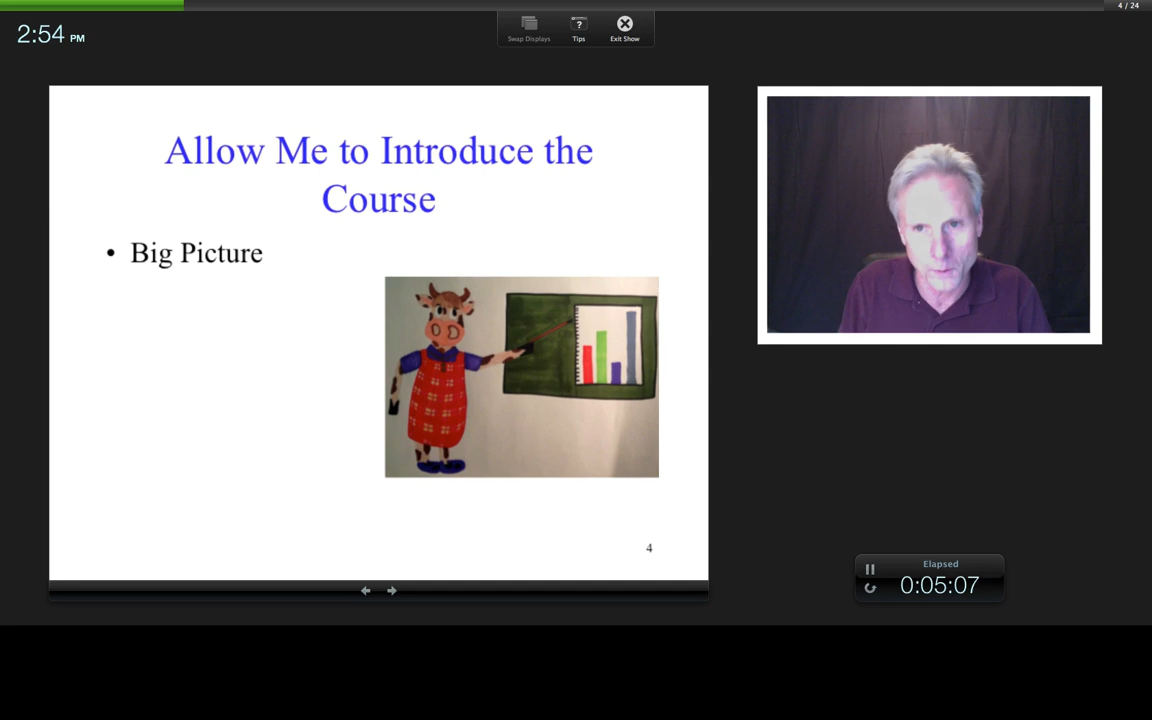 4 / 24
2:54 PM
Swap Displays
Tips
Exit Show
Allow Me to Introduce the
Course
• Big Picture
4
Elapsed
0:05:07